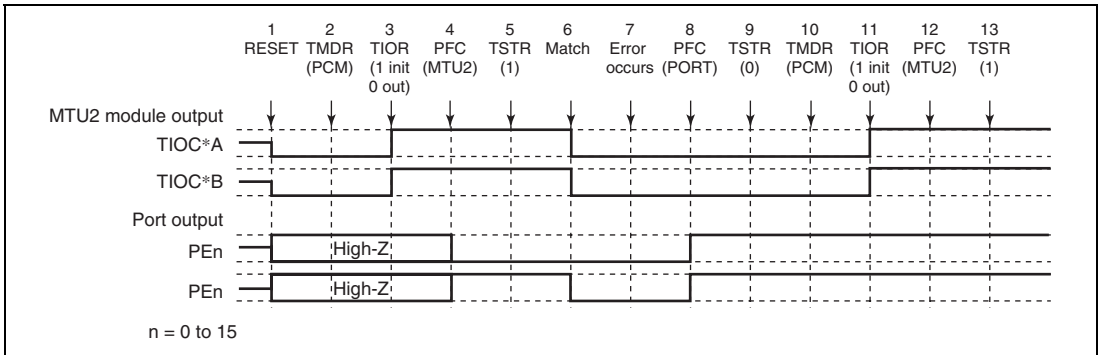 1 2 3 4 5 6 7 8 9 10 11 12 13
RESET TMDR TIOR PFC TSTR Match Error PFC TSTR TMDR TIOR PFC TSTR
(PCM) (1 init (MTU2) (1) occurs (PORT) (0) (PCM) (1 init (MTU2) (1)
0 out) 0 out)
MTU2 module output
TIOC*A
TIOC*B
Port output
PEn High-Z
PEn High-Z
n = 0 to 15